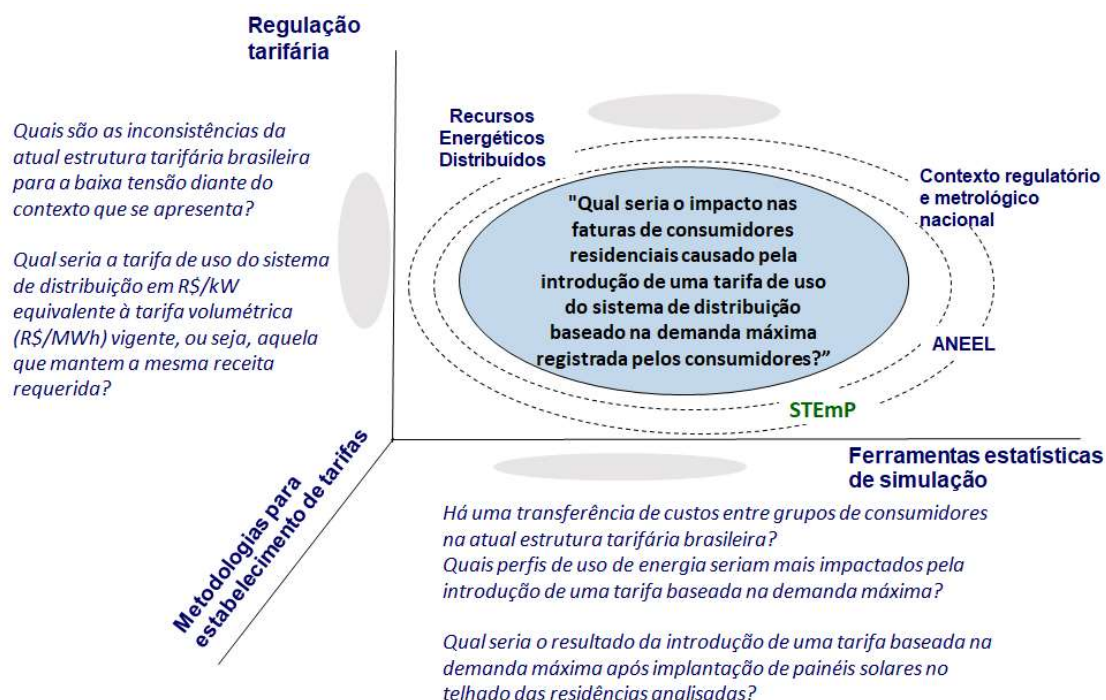 Regulação
tarifária
Quais são as inconsistências da
atual estrutura tarifária brasileira
para a baixa tensão diante do
contexto que se apresenta?
Qual seria a tarifa de uso do sistema
de distribuição em R$/kW
equivalente à tarifa volumétrica
(R$/MWh) vigente, ou seja, aquela
que mantem a mesma receita
requerida?
Recursos
Energéticos
Distribuídos
Contexto regulatório
e metrológico
nacional
"Qual seria o impacto nas
faturas de consumidores
residenciais causado pela
introdução de uma tarifa de uso
do sistema de distribuição
baseado na demanda máxima
registrada pelos consumidores?”
ANEEL
STEmP
Ferramentas estatísticas
de simulação
Metodologias para
estabelecimento de tarifas
Há uma transferência de custos entre grupos de consumidores
na atual estrutura tarifária brasileira?
Quais perfis de uso de energia seriam mais impactados pela
introdução de uma tarifa baseada na demanda máxima?
Qual seria o resultado da introdução de uma tarifa baseada na
demanda máxima após implantação de painéis solares no
telhado das residências analisadas?